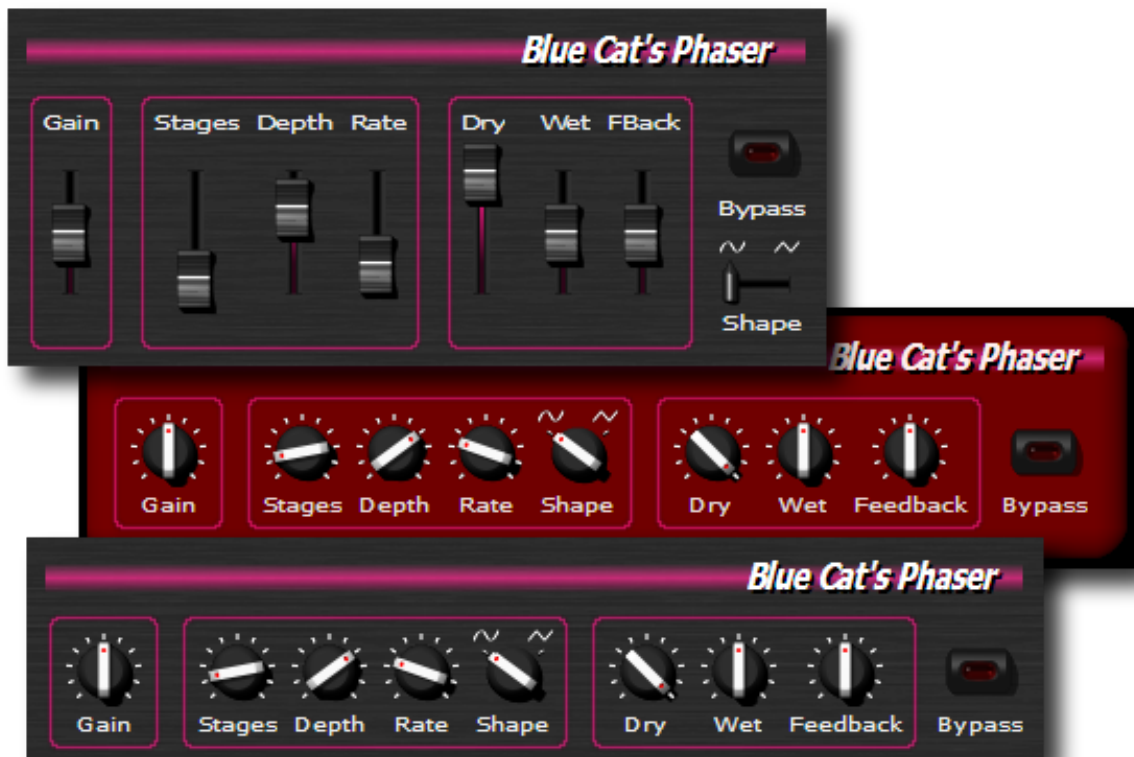 Blue Cat's Phaser
Gain Stages Depth Rate Dry Wet FBack
Bypass
Shape
Blue Cat's Phaser
Gain Stages Depth Rate Shape Dry Wet Feedback Bypass
Blue Cat's Phaser
Gain Stages Depth Rate Shape Dry Wet Feedback Bypass